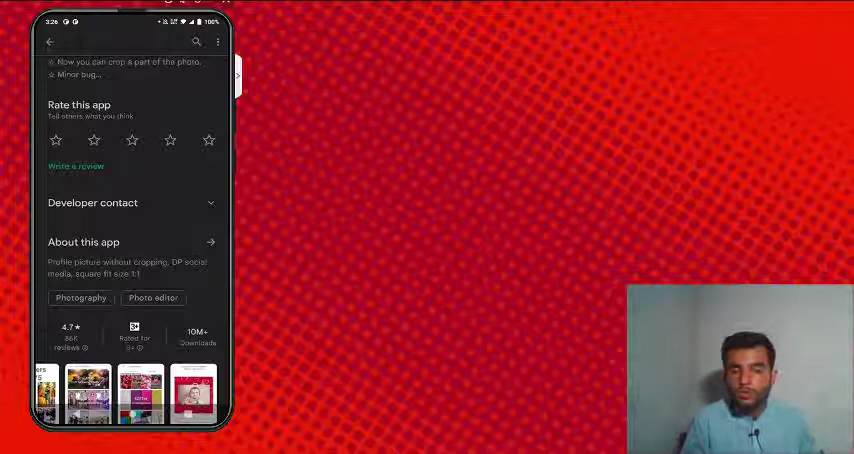 3:26
100%
☆ Now you can crop a part of the photo.
☆ Minor bug...
Rate this app
Tell others what you think
Write a review
Developer contact
About this app
Profile picture without cropping, DP social media, square fit size 1:1
Photography
Photo editor
4.7★
3+
10M+
36K reviews
Rated for 3+
Downloads